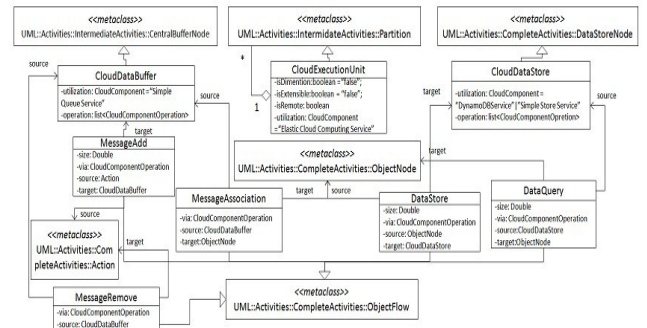 <<metaclass>>
UML::Activities::IntermediateActivities::CentralBufferNode
<<metaclass>>
UML::Activities::IntermidateActivities::Partition
<<metaclass>>
UML::Activities::CompleteActivities::DataStoreNode
source
CloudDataBuffer
-utilization: CloudComponent ="Simple
Queue Service"
-operation: list<CloudComponentOperation>
source
*
1
CloudExecutionUnit
-isDimention:boolean ="false";
-isExtensible:boolean = "false";
-isRemote: boolean
-utilization: CloudComponent
="Elastic Cloud Computing Service"
target
CloudDataStore
-utilization: CloudComponent =
"DynamoDBService"|"Simple Store Service"
-operation: list<CloudComponentOpretion>
source
target
MessageAdd
-size: Double
-via: CloudComponentOperation
-source: Action
-target: CloudDataBuffer
<<metaclass>>
UML::Activities::CompleteActivities::ObjectNode
target
target
source
MessageAssociation
-via: CloudComponentOperation
-source: CloudDataBuffer
-target:ObjectNode
DataStore
-size: Double
-via: CloudComponentOperation
-source: ObjectNode
-target: CloudDataStore
DataQuery
-size: Double
-via: CloudComponentOperation
-source: CloudDataStore
-target:ObjectNode
source
<<metaclass>>
UML::Activities::Com
pleteActivities::Action
target
MessageRemove
-via: CloudComponentOperation
-source: CloudDataBuffer
<<metaclass>>
UML::Activities::CompleteActivities::ObjectFlow